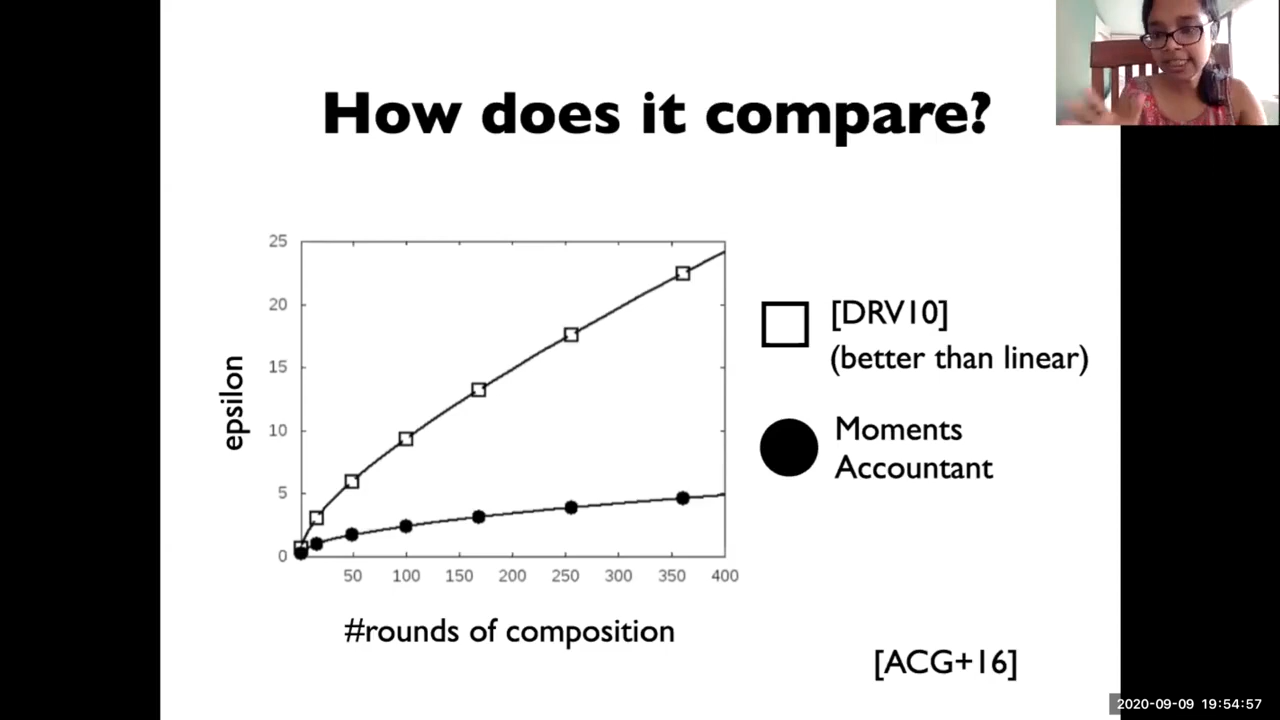 How does it compare?
25
20
15
10
5
0
epsilon
50 100 150 200 250 300 350 400
#rounds of composition
[DRV10]
(better than linear)
Moments
Accountant
[ACG+16]
2020-09-09 19:54:57